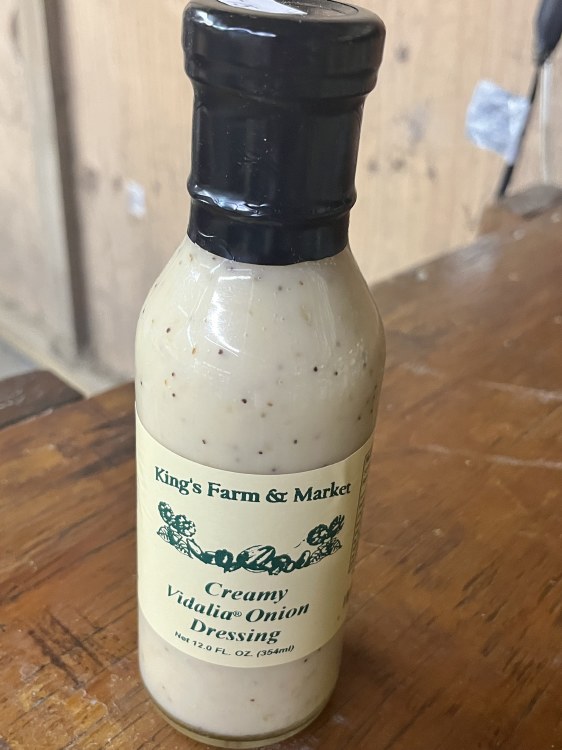 King's Farm & Market
Creamy
Vidalia® Onion
Dressing
Net 12.0 FL. OZ. (354ml)